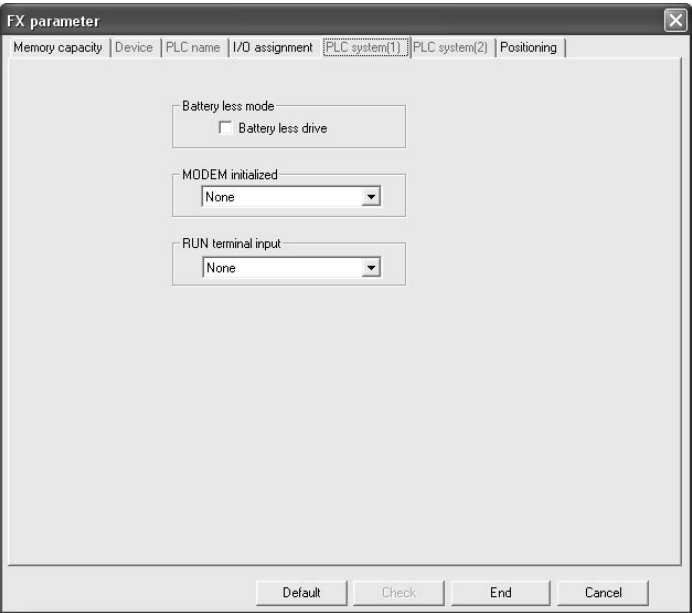 FX parameter
Memory capacity Device PLC name I/O assignment PLC system(1) PLC system(2) Positioning
Battery less mode
Battery less drive
MODEM initialized
None
RUN terminal input
None
Default Check End Cancel